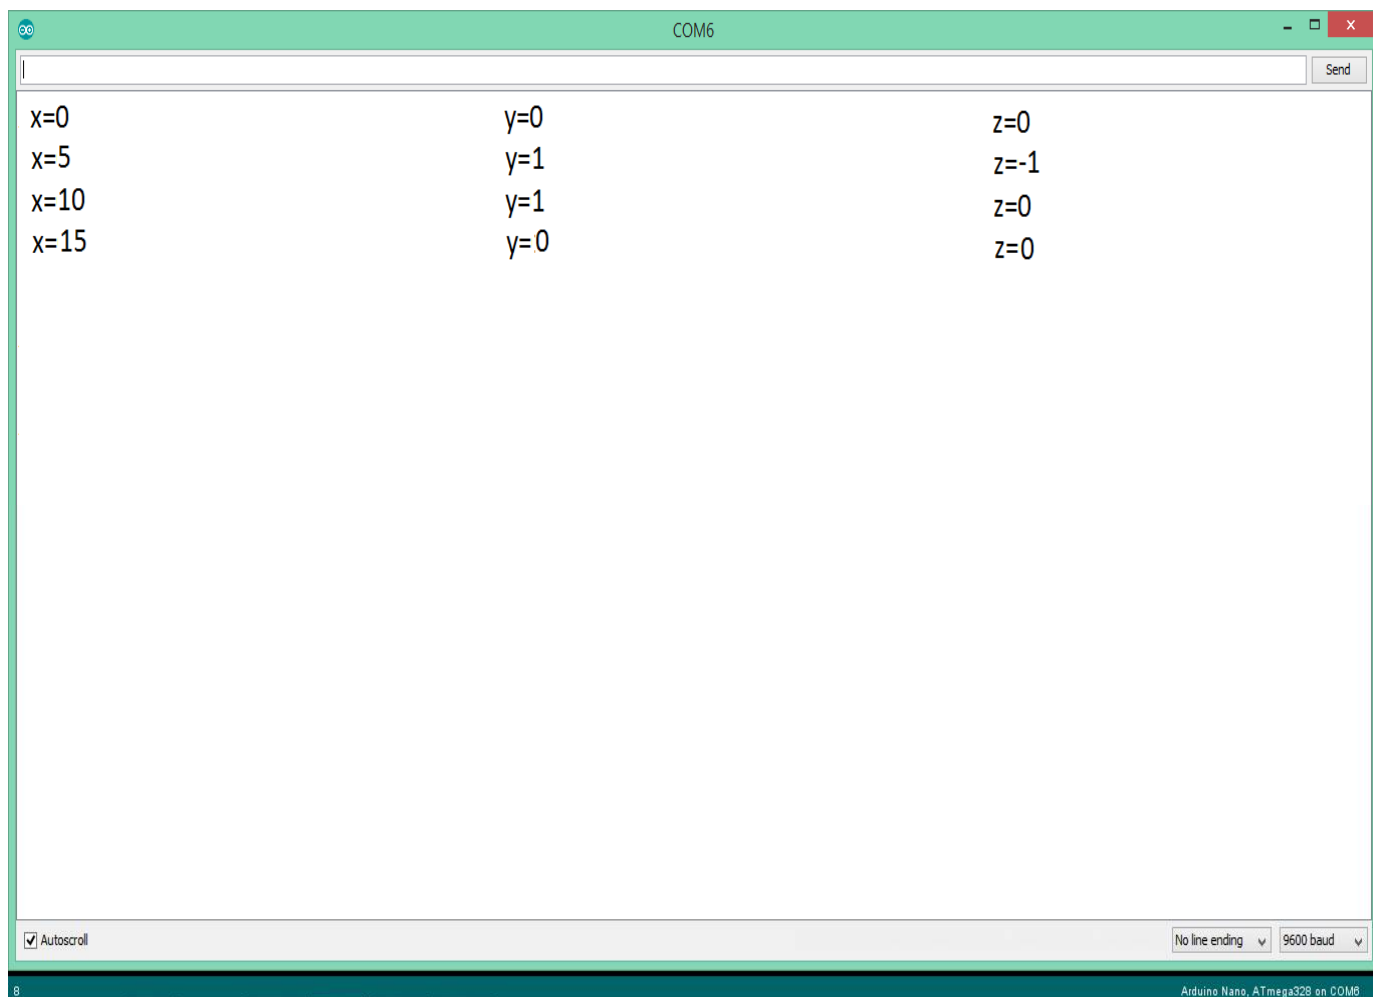 COM6
Send
x=0 y=0 z=0
x=5 y=1 z=-1
x=10 y=1 z=0
x=15 y=0 z=0
Autoscroll No line ending 9600 baud
8 Arduino Nano, ATmega328 on COM6